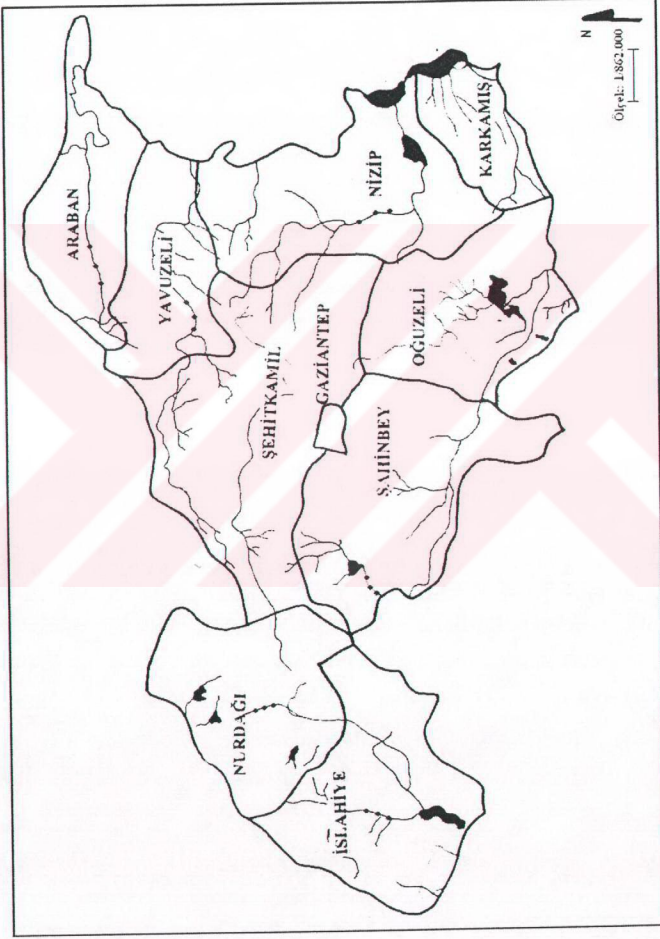 ARABAN
YAVUZELİ
NİZİP
KARKAMIŞ
ŞEHİTKAMİL
GAZİANTEP
OĞUZELİ
ŞAHİNBEY
NURDAĞI
İSLAHİYE
N
Ölçek: 1/862.000